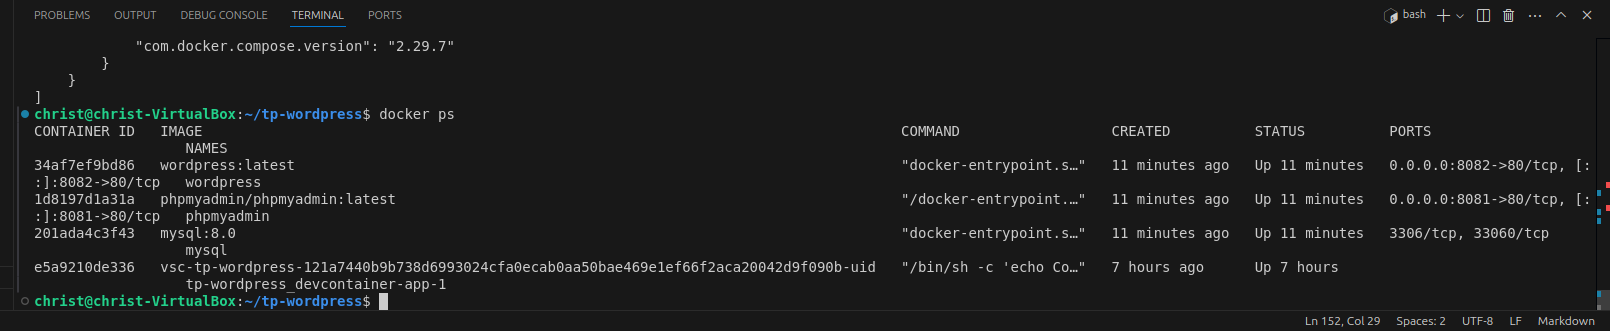 PROBLEMS OUTPUT DEBUG CONSOLE TERMINAL PORTS bash
"com.docker.compose.version": "2.29.7"
}
}
]
christ@christ-VirtualBox:~/tp-wordpress$ docker ps
CONTAINER ID IMAGE COMMAND CREATED STATUS PORTS
NAMES
34af7ef9bd86 wordpress:latest "docker-entrypoint.s…" 11 minutes ago Up 11 minutes 0.0.0.0:8082->80/tcp, [:
:]:8082->80/tcp wordpress
1d8197d1a31a phpmyadmin/phpmyadmin:latest "/docker-entrypoint.…" 11 minutes ago Up 11 minutes 0.0.0.0:8081->80/tcp, [:
:]:8081->80/tcp phpmyadmin
201ada4c3f43 mysql:8.0 "docker-entrypoint.s…" 11 minutes ago Up 11 minutes 3306/tcp, 33060/tcp
mysql
e5a9210de336 vsc-tp-wordpress-121a7440b9b738d6993024cfa0ecab0aa50bae469e1ef66f2aca20042d9f090b-uid "/bin/sh -c 'echo Co…" 7 hours ago Up 7 hours
tp-wordpress_devcontainer-app-1
christ@christ-VirtualBox:~/tp-wordpress$
Ln 152, Col 29 Spaces: 2 UTF-8 LF Markdown